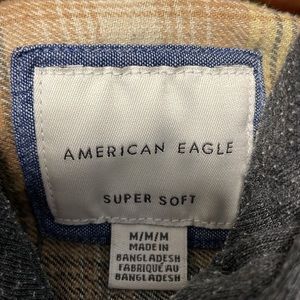 AMERICAN EAGLE
SUPER SOFT
M/M/M
MADE IN
BANGLADESH
FABRIQUÉ AU
BANGLADESH